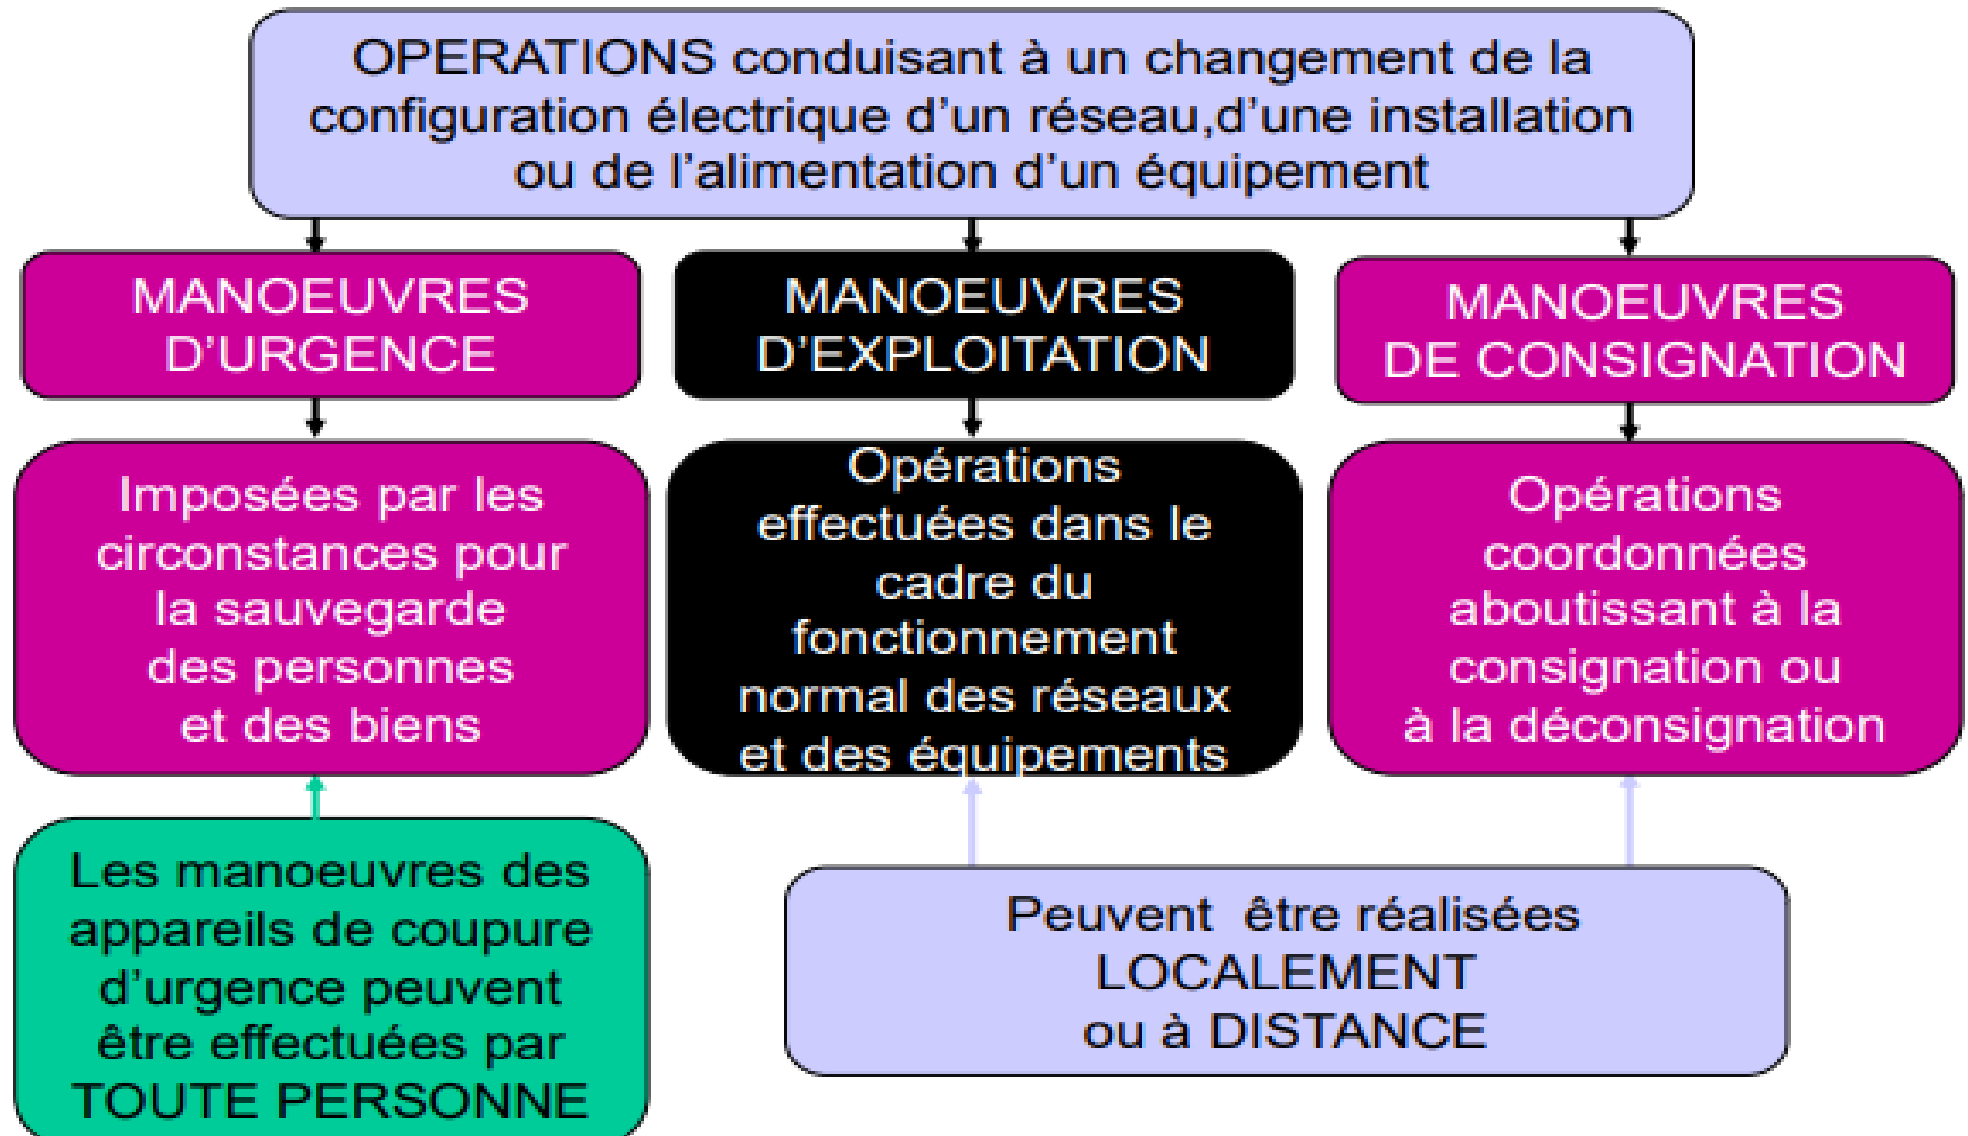 OPERATIONS conduisant à un changement de la
configuration électrique d'un réseau,d'une installation
ou de l'alimentation d'un équipement
MANOEUVRES
D'URGENCE
MANOEUVRES
D'EXPLOITATION
MANOEUVRES
DE CONSIGNATION
Imposées par les
circonstances pour
la sauvegarde
des personnes
et des biens
Opérations
effectuées dans le
cadre du
fonctionnement
normal des réseaux
et des équipements
Opérations
coordonnées
aboutissant à la
consignation ou
à la déconsignation
Les manoeuvres des
appareils de coupure
d'urgence peuvent
être effectuées par
TOUTE PERSONNE
Peuvent être réalisées
LOCALEMENT
ou à DISTANCE